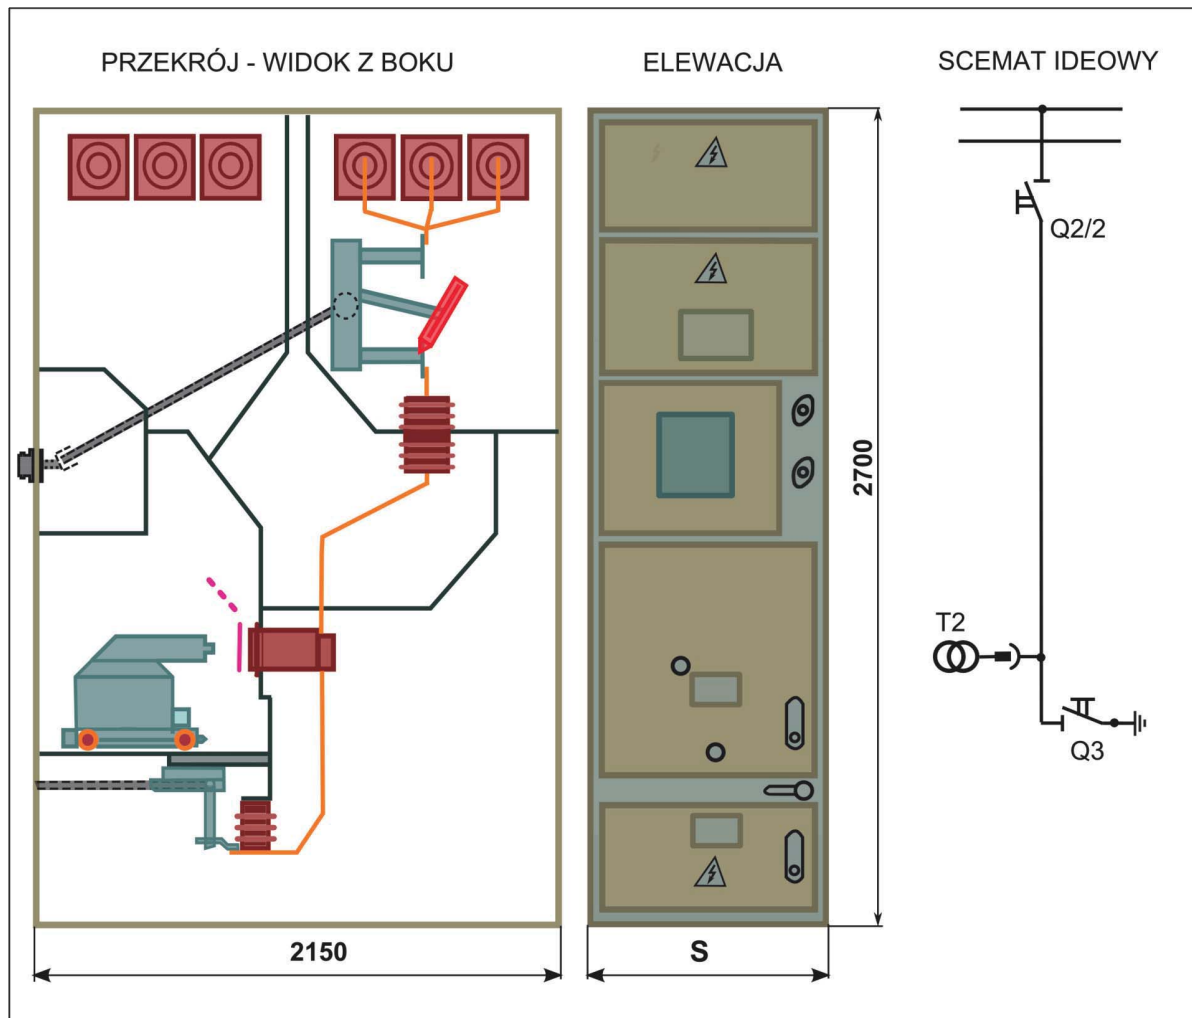 PRZEKRÓJ - WIDOK Z BOKU
ELEWACJA
SCEMAT IDEOWY
Q2/2
2700
T2
Q3
2150
S